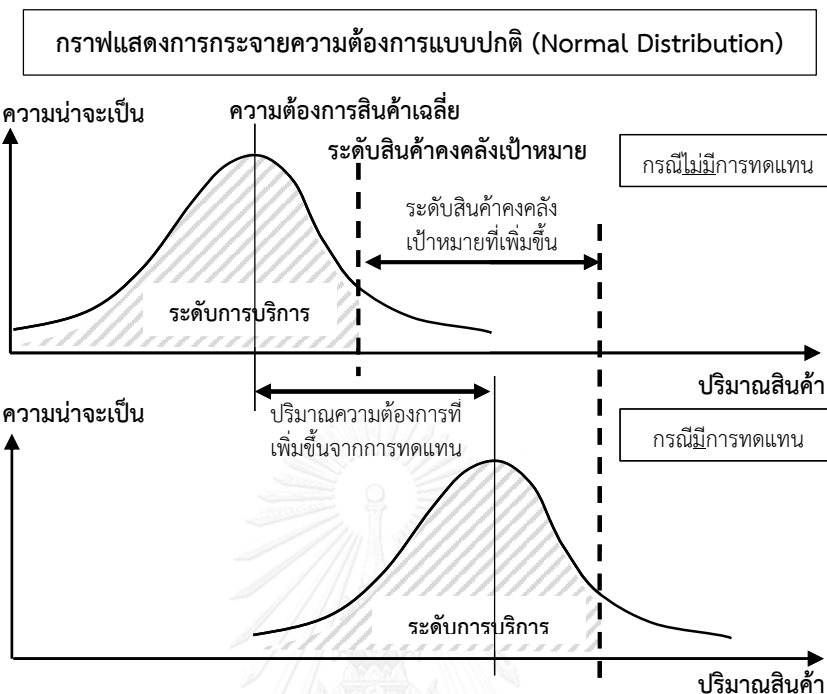 กราฟแสดงการกระจายความต้องการแบบปกติ (Normal Distribution)
ความน่าจะเป็น
ความต้องการสินค้าเฉลี่ย
ระดับสินค้าคงคลังเป้าหมาย
กรณีไม่มีการทดแทน
ระดับสินค้าคงคลัง
เป้าหมายที่เพิ่มขึ้น
ระดับการบริการ
ปริมาณสินค้า
ความน่าจะเป็น
ปริมาณความต้องการที่
เพิ่มขึ้นจากการทดแทน
กรณีมีการทดแทน
ระดับการบริการ
ปริมาณสินค้า